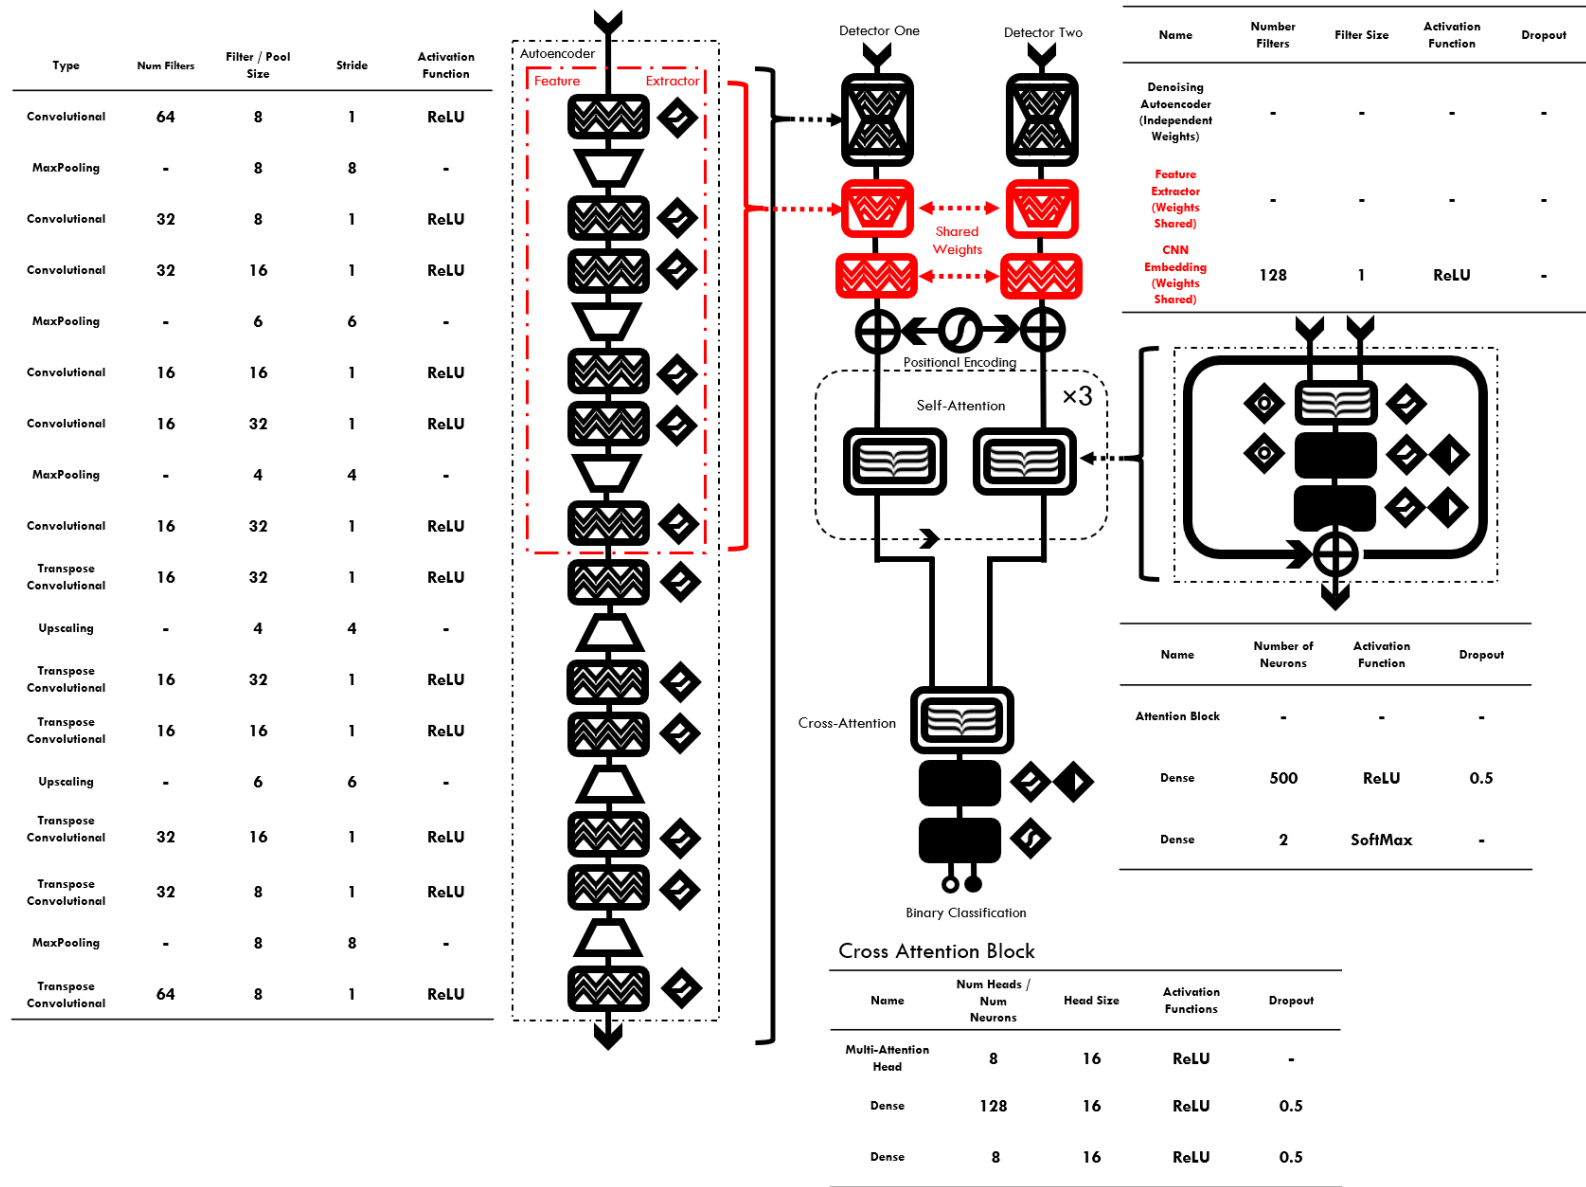 Type Num Filters Filter / Pool Size Stride Activation Function
Convolutional 64 8 1 ReLU
MaxPooling - 8 8 -
Convolutional 32 8 1 ReLU
Convolutional 32 16 1 ReLU
MaxPooling - 6 6 -
Convolutional 16 16 1 ReLU
Convolutional 16 32 1 ReLU
MaxPooling - 4 4 -
Convolutional 16 32 1 ReLU
Transpose Convolutional 16 32 1 ReLU
Upscaling - 4 4 -
Transpose Convolutional 16 32 1 ReLU
Transpose Convolutional 16 16 1 ReLU
Upscaling - 6 6 -
Transpose Convolutional 32 16 1 ReLU
Transpose Convolutional 32 8 1 ReLU
MaxPooling - 8 8 -
Transpose Convolutional 64 8 1 ReLU
Autoencoder
Feature Extractor
Detector One
Detector Two
Shared
Weights
Positional Encoding
Self-Attention
×3
Cross-Attention
Binary Classification
Name Number Filters Filter Size Activation Function Dropout
Denoising Autoencoder (Independent Weights) - - - -
Feature Extractor (Weights Shared) - - - -
CNN Embedding (Weights Shared) 128 1 ReLU -
Name Number of Neurons Activation Function Dropout
Attention Block - - -
Dense 500 ReLU 0.5
Dense 2 SoftMax -
Cross Attention Block
Name Num Heads / Num Neurons Head Size Activation Functions Dropout
Multi-Attention Head 8 16 ReLU -
Dense 128 16 ReLU 0.5
Dense 8 16 ReLU 0.5